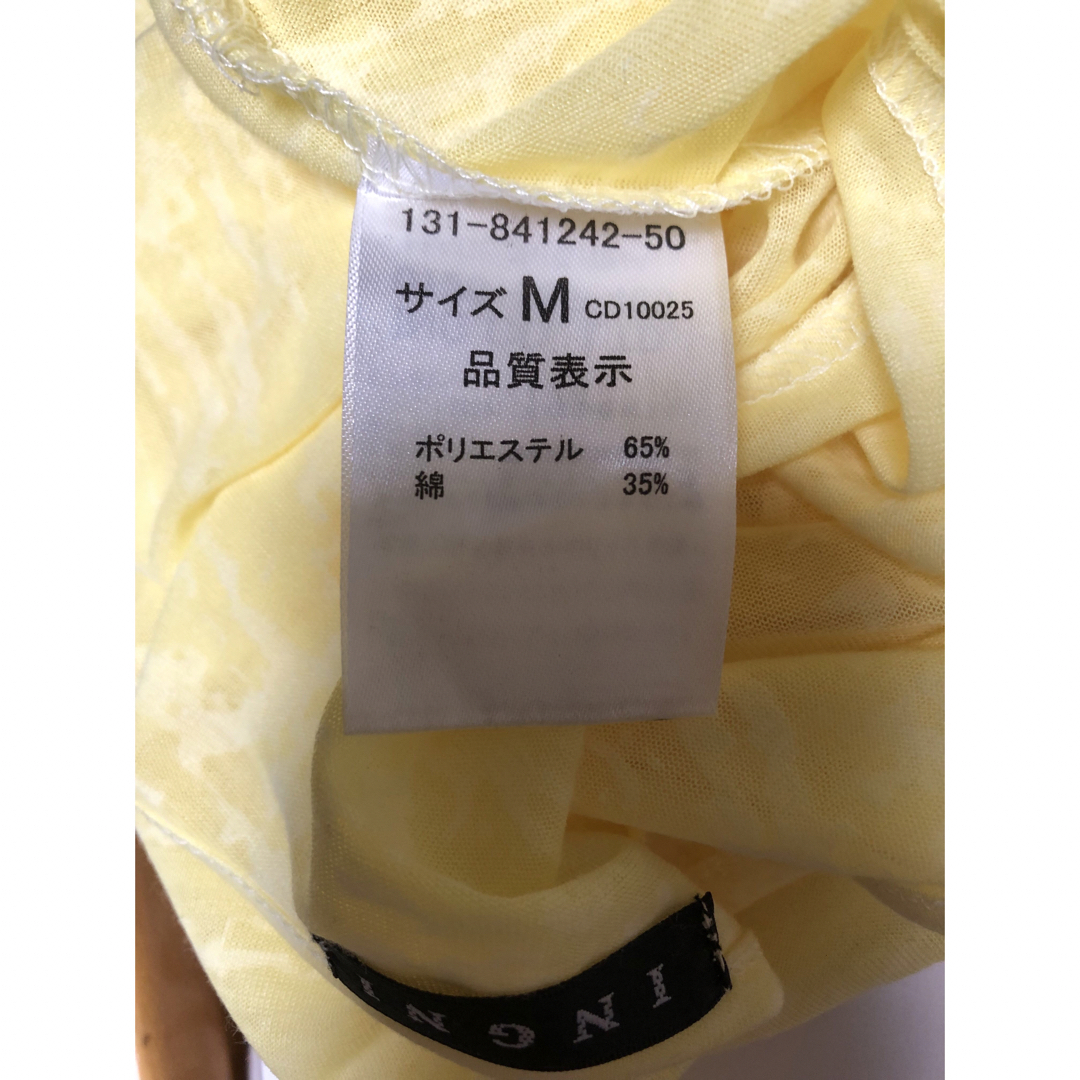 131-841242-50
サイズ M CD10025
品質表示
ポリエステル 65%
綿 35%
INGNI